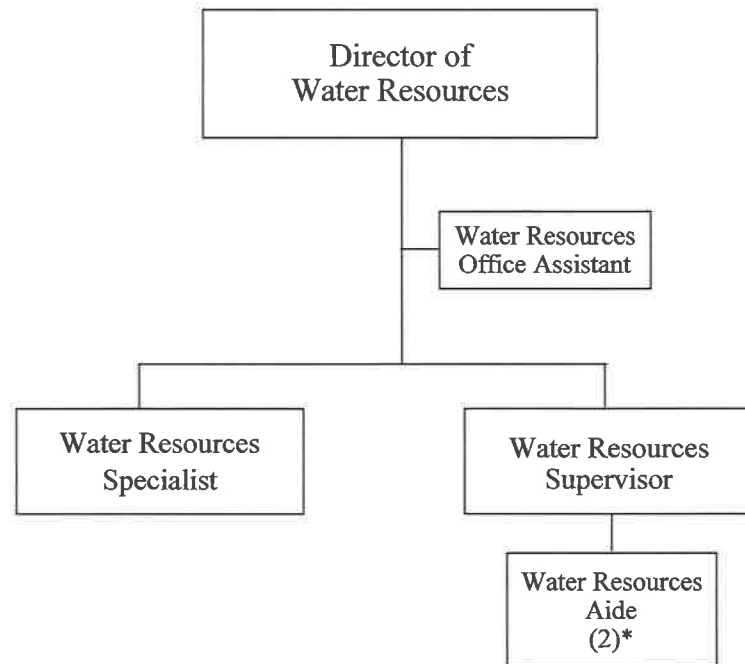 Director of
Water Resources
Water Resources
Office Assistant
Water Resources
Specialist
Water Resources
Supervisor
Water Resources
Aide
(2)*